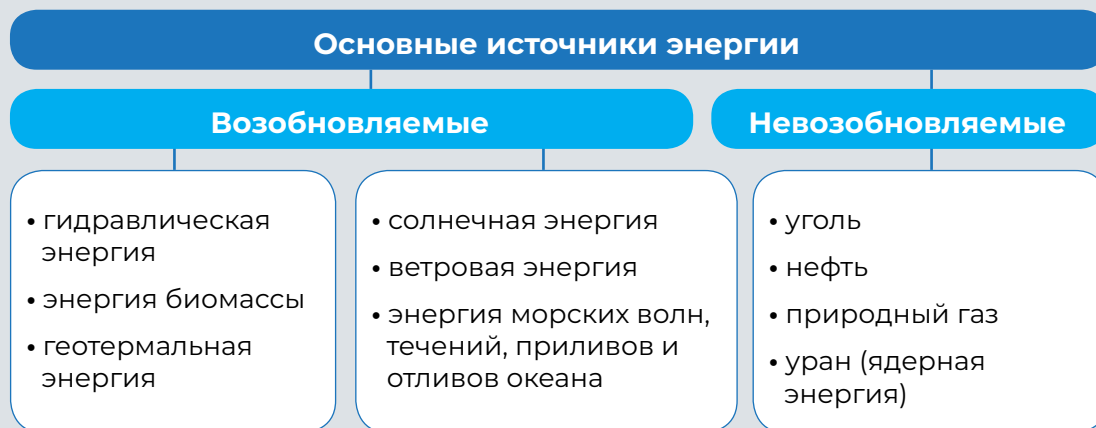 Основные источники энергии
Возобновляемые
Невозобновляемые
• гидравлическая
энергия
• энергия биомассы
• геотермальная
энергия
• солнечная энергия
• ветровая энергия
• энергия морских волн,
течений, приливов и
отливов океана
• уголь
• нефть
• природный газ
• уран (ядерная
энергия)